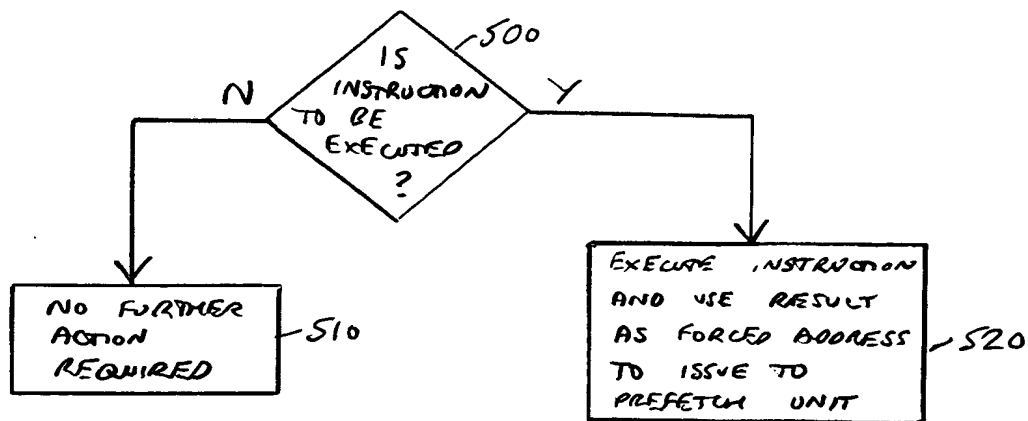 500
IS
INSTRUCTION
TO BE
EXECUTED
?
N
Y
NO FURTHER
ACTION
REQUIRED
510
EXECUTE INSTRUCTION
AND USE RESULT
AS FORCED ADDRESS
TO ISSUE TO
PREFETCH UNIT
520